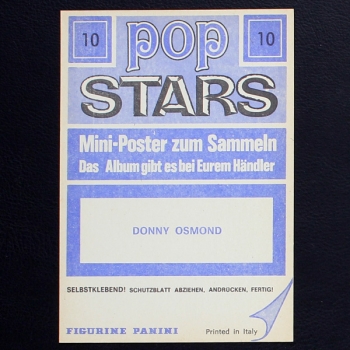 10 pop 10
STARS
Mini-Poster zum Sammeln
Das Album gibt es bei Eurem Händler
DONNY OSMOND
SELBSTKLEBEND! SCHUTZBLATT ABZIEHEN, ANDRÜCKEN, FERTIG!
FIGURINE PANINI Printed in Italy